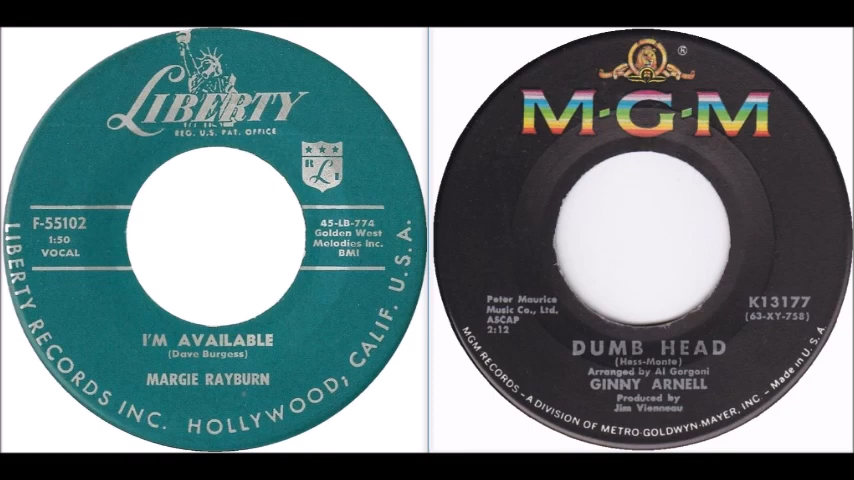 LIBERTY
REG. U.S. PAT. OFFICE
R L I
F-55102
1:50
VOCAL
45-LB-774
Golden West
Melodies Inc.
BMI
I'M AVAILABLE
(Dave Burgess)
MARGIE RAYBURN
LIBERTY RECORDS INC. HOLLYWOOD, CALIF. U.S.A.
M·G·M
®
Peter Maurice
Music Co., Ltd.
ASCAP
2:12
K13177
(63-XY-758)
DUMB HEAD
(Hess-Monte)
Arranged by Al Gorgoni
GINNY ARNELL
Produced by
Jim Vienneau
MGM RECORDS - A DIVISION OF METRO-GOLDWYN-MAYER, INC - Made in U.S.A.